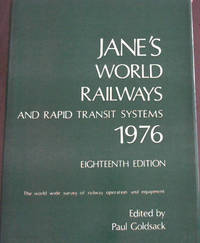 JANE'S
WORLD
RAILWAYS
AND RAPID TRANSIT SYSTEMS
1976
EIGHTEENTH EDITION
The world wide survey of railway operation and equipment
Edited by
Paul Goldsack